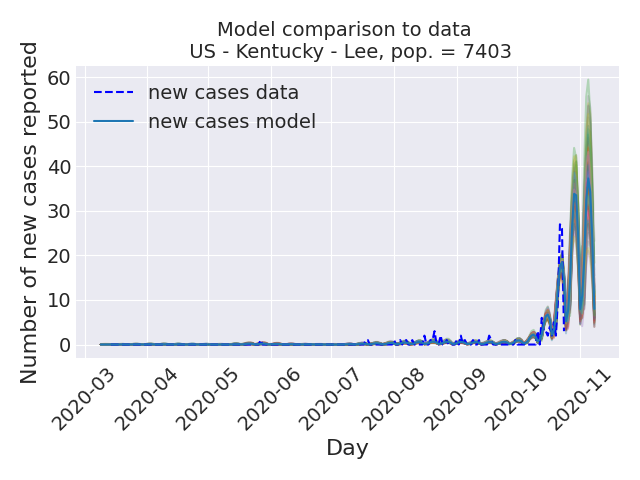 Model comparison to data
US - Kentucky - Lee, pop. = 7403
Number of new cases reported
60
50
40
30
20
10
0
new cases data
new cases model
2020-03
2020-04
2020-05
2020-06
2020-07
2020-08
2020-09
2020-10
2020-11
Day